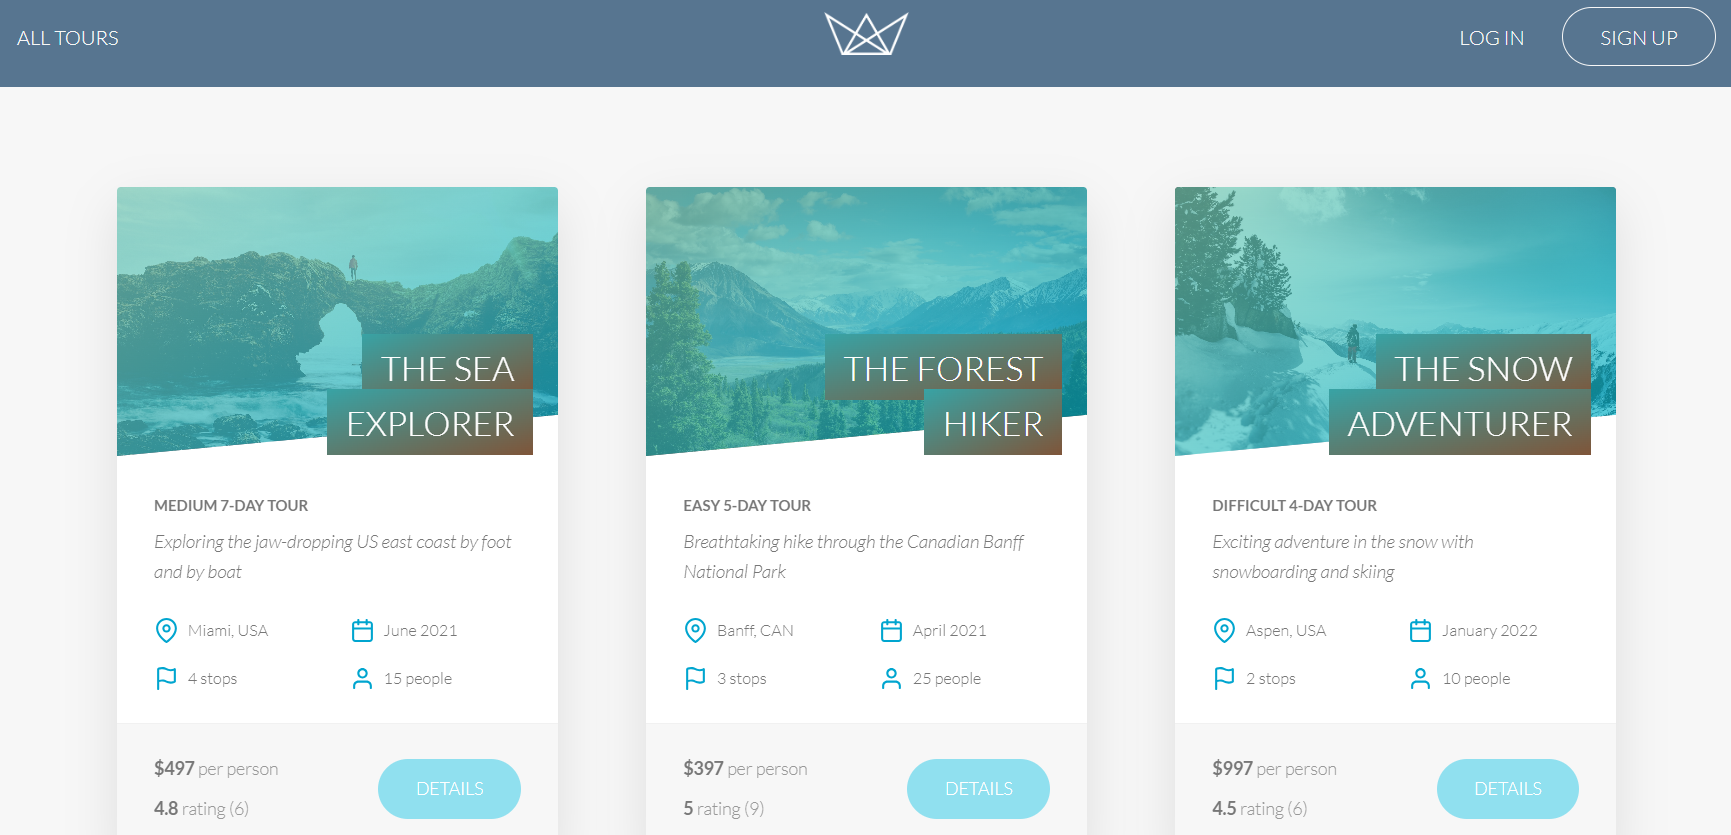 ALL TOURS
LOG IN
SIGN UP
THE SEA
EXPLORER
MEDIUM 7-DAY TOUR
Exploring the jaw-dropping US east coast by foot
and by boat
Miami, USA
June 2021
4 stops
15 people
$497 per person
4.8 rating (6)
DETAILS
THE FOREST
HIKER
EASY 5-DAY TOUR
Breathtaking hike through the Canadian Banff
National Park
Banff, CAN
April 2021
3 stops
25 people
$397 per person
5 rating (9)
DETAILS
THE SNOW
ADVENTURER
DIFFICULT 4-DAY TOUR
Exciting adventure in the snow with
snowboarding and skiing
Aspen, USA
January 2022
2 stops
10 people
$997 per person
4.5 rating (6)
DETAILS